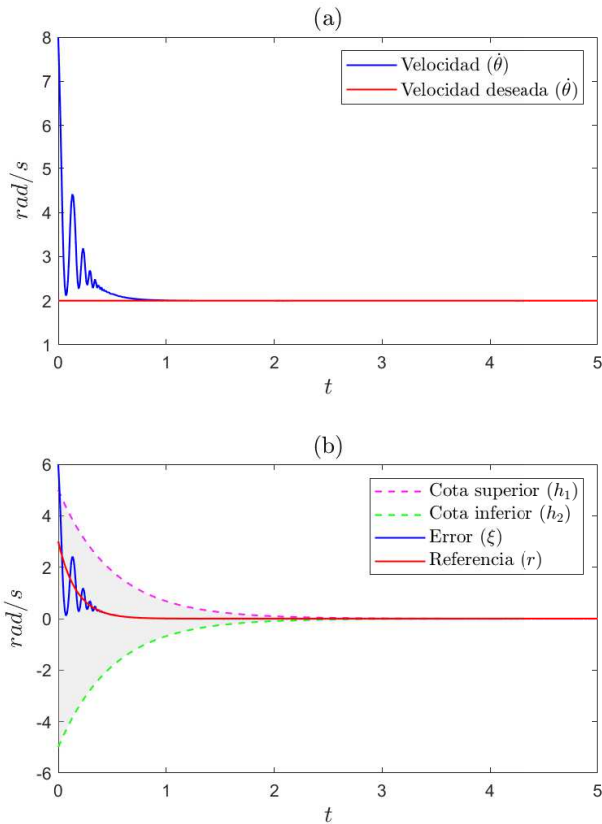 (a)
8
7
6
5
4
3
2
1
rad/s
Velocidad (θ̇)
Velocidad deseada (θ̇)
0 1 2 3 4 5
t
(b)
6
4
2
0
-2
-4
-6
rad/s
Cota superior (h₁)
Cota inferior (h₂)
Error (ξ)
Referencia (r)
0 1 2 3 4 5
t